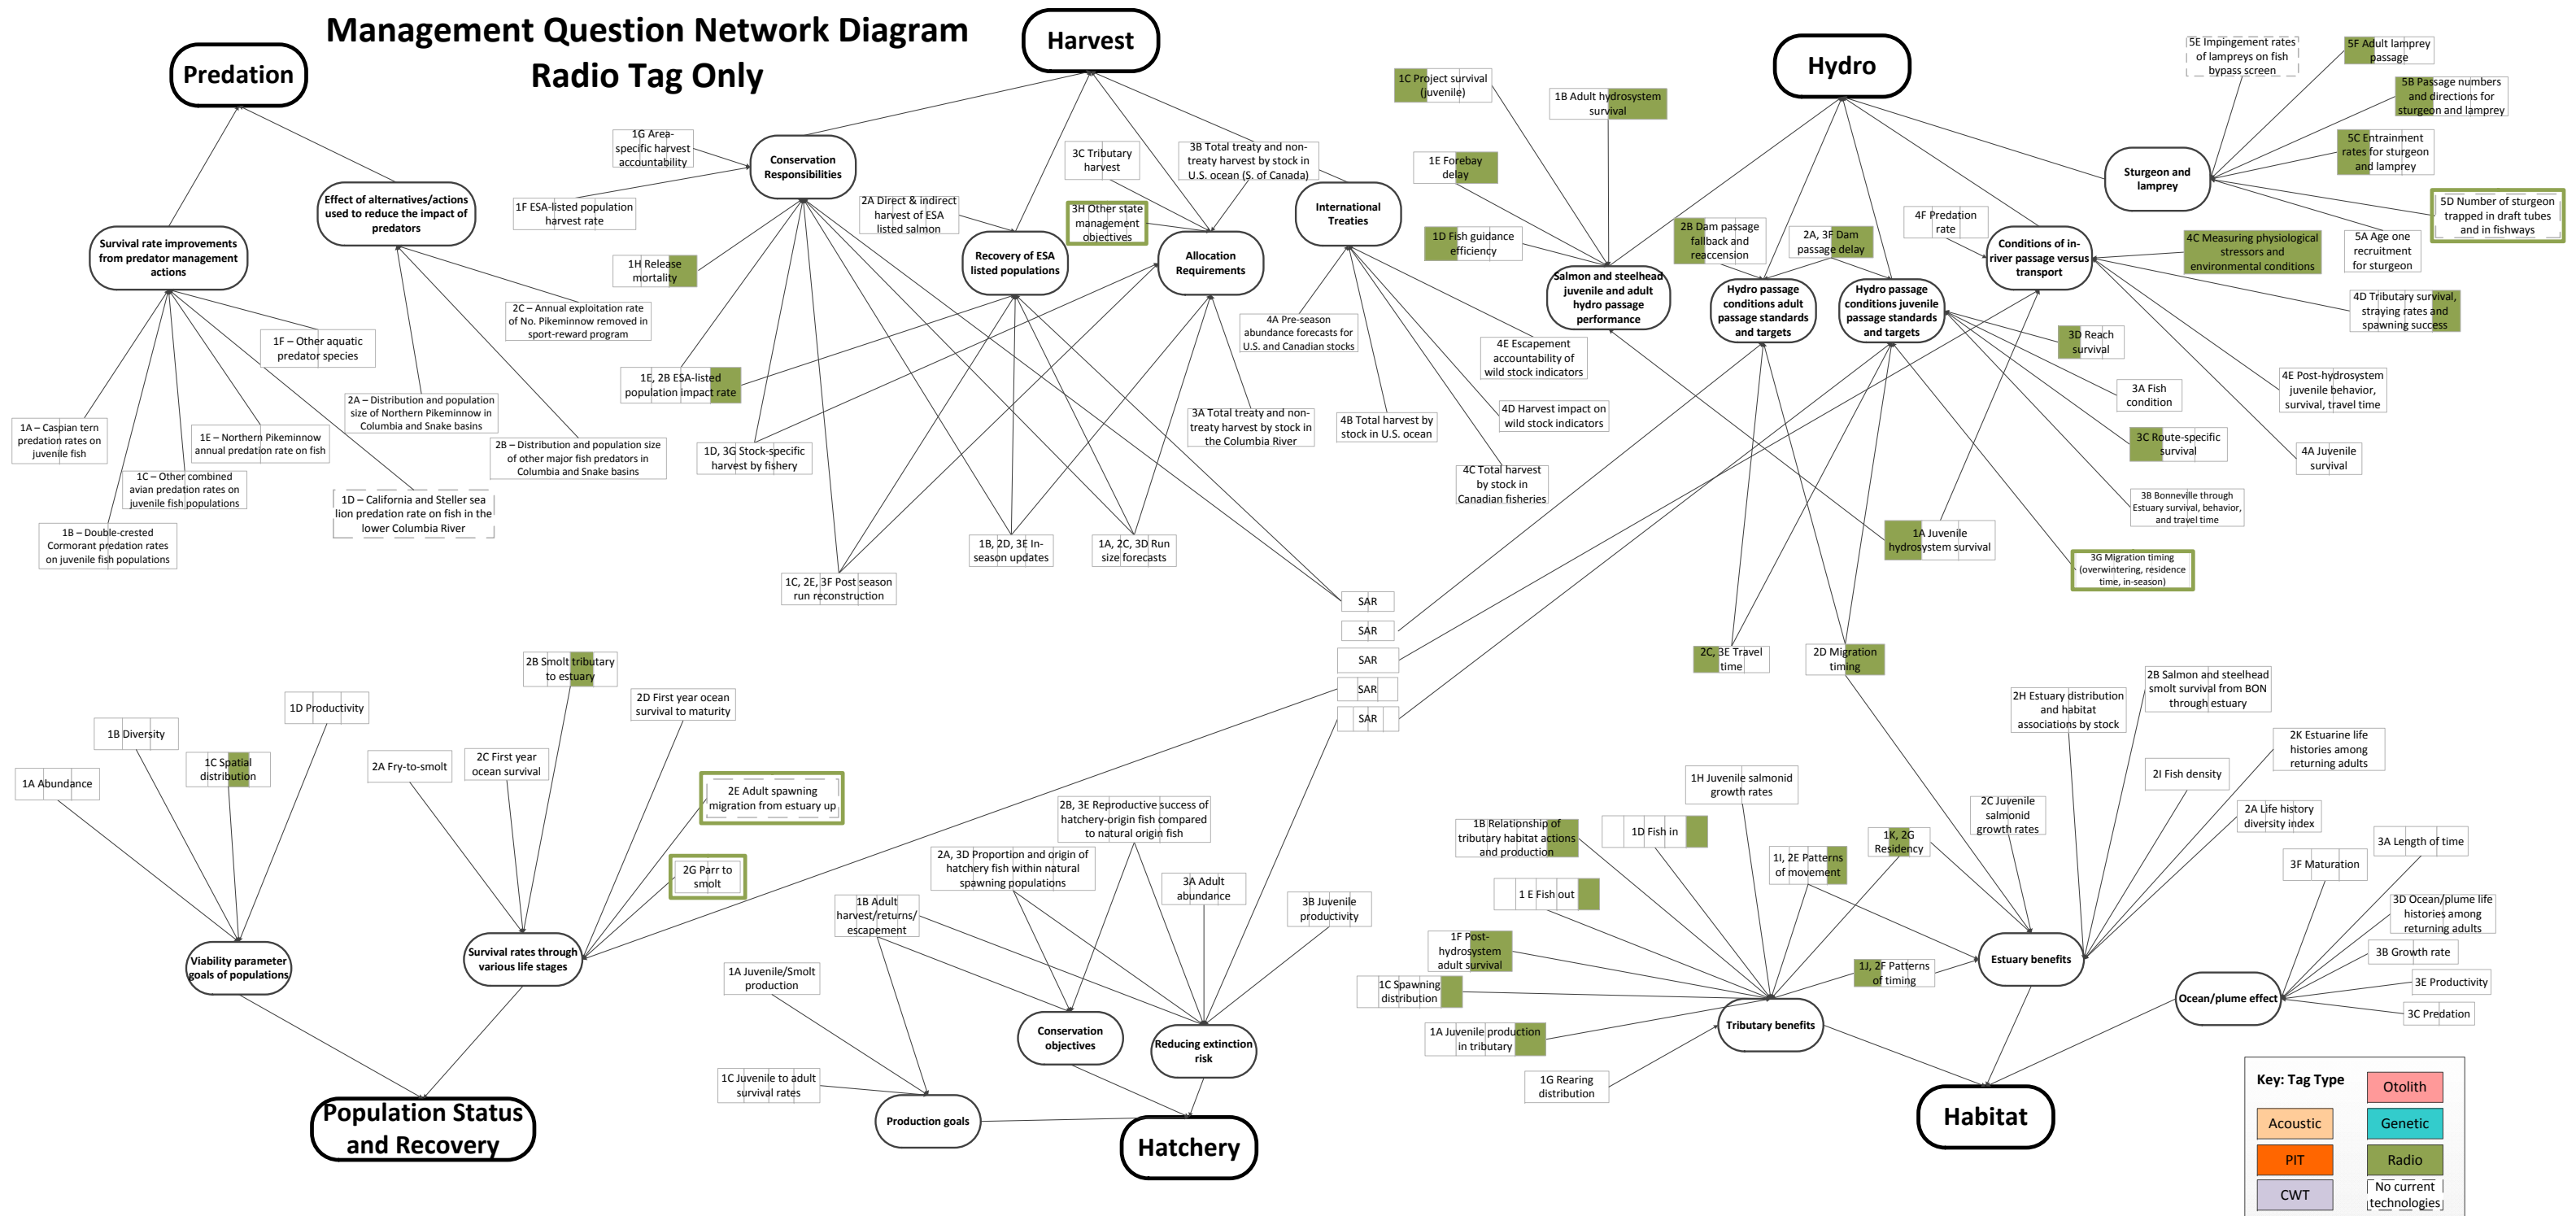 Management Question Network Diagram
Radio Tag Only
Predation
Harvest
Hydro
Survival rate improvements
from predator management
actions
Effect of alternatives/actions
used to reduce the impact of
predators
1F – Other aquatic
predator species
1A – Caspian tern
predation rates on
juvenile fish
1E – Northern Pikeminnow
annual predation rate on fish
1C – Other combined
avian predation rates on
juvenile fish populations
1B – Double-crested
Cormorant predation rates
on juvenile fish populations
1D – California and Steller sea
lion predation rate on fish in the
lower Columbia River
2C – Annual exploitation rate
of No. Pikeminnow removed in
sport-reward program
2A – Distribution and population
size of Northern Pikeminnow in
Columbia and Snake basins
2B – Distribution and population size
of other major fish predators in
Columbia and Snake basins
1G Area-
specific harvest
accountability
Conservation
Responsibilities
1F ESA-listed population
harvest rate
1H Release
mortality
1E, 2B ESA-listed
population impact rate
1D, 3G Stock-specific
harvest by fishery
1C, 2E, 3F Post season
run reconstruction
2A Direct & indirect
harvest of ESA
listed salmon
Recovery of ESA
listed populations
3C Tributary
harvest
3B Total treaty and non-
treaty harvest by stock in
U.S. ocean (S. of Canada)
3H Other state
management
objectives
Allocation
Requirements
3A Total treaty and non-
treaty harvest by stock in
the Columbia River
1B, 2D, 3E In-
season updates
1A, 2C, 3D Run
size forecasts
International
Treaties
4A Pre-season
abundance forecasts for
U.S. and Canadian stocks
4E Escapement
accountability of
wild stock indicators
4B Total harvest by
stock in U.S. ocean
4D Harvest impact on
wild stock indicators
4C Total harvest
by stock in
Canadian fisheries
1C Project survival
(juvenile)
1B Adult hydrosystem
survival
1E Forebay
delay
1D Fish guidance
efficiency
Salmon and steelhead
juvenile and adult
hydro passage
performance
2B Dam passage
fallback and
reaccension
2A, 3F Dam
passage delay
Hydro passage
conditions adult
passage standards
and targets
Hydro passage
conditions juvenile
passage standards
and targets
4F Predation
rate
Conditions of in-
river passage versus
transport
Sturgeon and
lamprey
5E Impingement rates
of lampreys on fish
bypass screen
5F Adult lamprey
passage
5B Passage numbers
and directions for
sturgeon and lamprey
5C Entrainment
rates for sturgeon
and lamprey
5D Number of sturgeon
trapped in draft tubes
and in fishways
5A Age one
recruitment
for sturgeon
4C Measuring physiological
stressors and
environmental conditions
4D Tributary survival,
straying rates and
spawning success
4E Post-hydrosystem
juvenile behavior,
survival, travel time
4A Juvenile
survival
3D Reach
survival
3A Fish
condition
3C Route-specific
survival
3B Bonneville through
Estuary survival, behavior,
and travel time
3G Migration timing
(overwintering, residence
time, in-season)
1A Juvenile
hydrosystem survival
2C, 3E Travel
time
2D Migration
timing
SAR
SAR
SAR
SAR
SAR
1A Abundance
1B Diversity
1C Spatial
distribution
1D Productivity
Viability parameter
goals of populations
2A Fry-to-smolt
2C First year
ocean survival
2B Smolt tributary
to estuary
2D First year ocean
survival to maturity
2E Adult spawning
migration from estuary up
2G Parr to
smolt
Survival rates through
various life stages
Population Status
and Recovery
1A Juvenile/Smolt
production
1B Adult
harvest/returns/
escapement
1C Juvenile to adult
survival rates
Production goals
2A, 3D Proportion and origin of
hatchery fish within natural
spawning populations
2B, 3E Reproductive success of
hatchery-origin fish compared
to natural origin fish
3A Adult
abundance
3B Juvenile
productivity
Conservation
objectives
Reducing extinction
risk
Hatchery
1H Juvenile salmonid
growth rates
1B Relationship of
tributary habitat actions
and production
1D Fish in
1 E Fish out
1F Post-
hydrosystem
adult survival
1C Spawning
distribution
1A Juvenile production
in tributary
1G Rearing
distribution
1I, 2E Patterns
of movement
1K, 2G
Residency
1J, 2F Patterns
of timing
Tributary benefits
2C Juvenile
salmonid
growth rates
2H Estuary distribution
and habitat
associations by stock
2B Salmon and steelhead
smolt survival from BON
through estuary
2K Estuarine life
histories among
returning adults
2I Fish density
2A Life history
diversity index
Estuary benefits
3A Length of time
3F Maturation
3D Ocean/plume life
histories among
returning adults
3B Growth rate
3E Productivity
3C Predation
Ocean/plume effect
Habitat
Key: Tag Type
Otolith
Acoustic
Genetic
PIT
Radio
CWT
No current
technologies